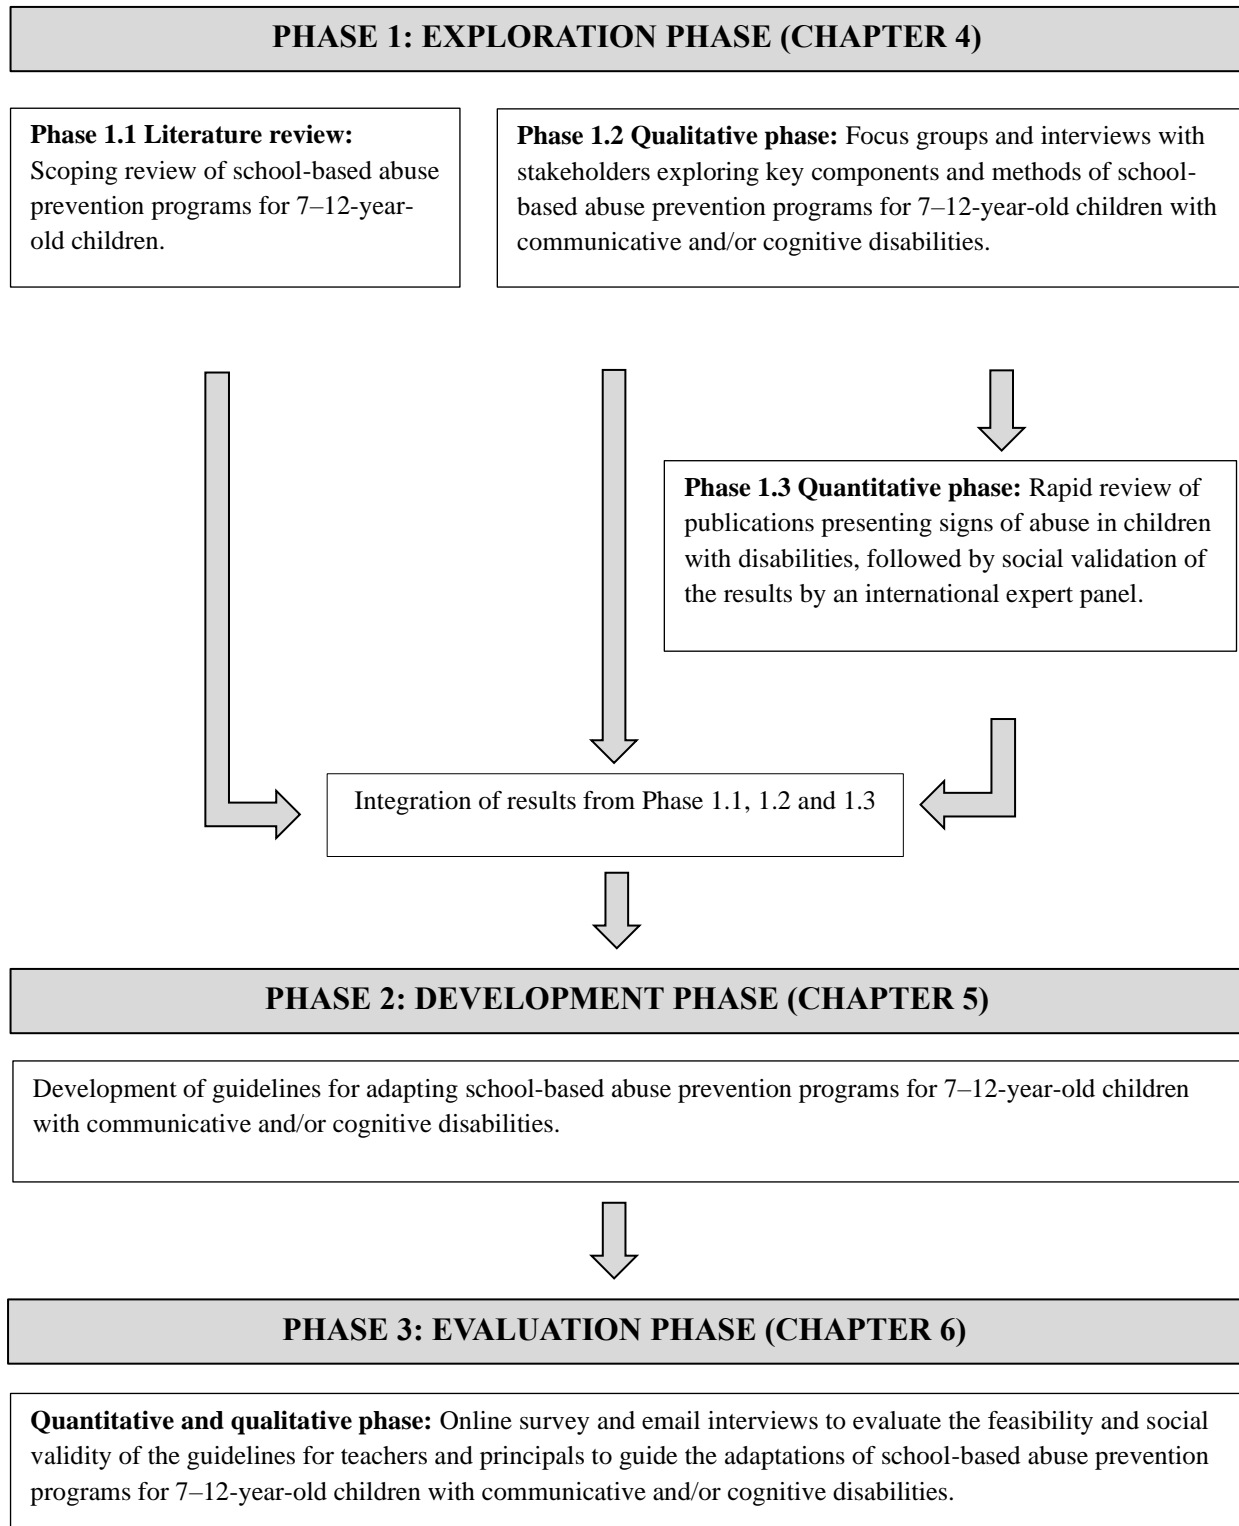 PHASE 1: EXPLORATION PHASE (CHAPTER 4)
Phase 1.1 Literature review:
Scoping review of school-based abuse
prevention programs for 7–12-year-
old children.
Phase 1.2 Qualitative phase: Focus groups and interviews with
stakeholders exploring key components and methods of school-
based abuse prevention programs for 7–12-year-old children with
communicative and/or cognitive disabilities.
Phase 1.3 Quantitative phase: Rapid review of
publications presenting signs of abuse in children
with disabilities, followed by social validation of
the results by an international expert panel.
Integration of results from Phase 1.1, 1.2 and 1.3
PHASE 2: DEVELOPMENT PHASE (CHAPTER 5)
Development of guidelines for adapting school-based abuse prevention programs for 7–12-year-old children
with communicative and/or cognitive disabilities.
PHASE 3: EVALUATION PHASE (CHAPTER 6)
Quantitative and qualitative phase: Online survey and email interviews to evaluate the feasibility and social
validity of the guidelines for teachers and principals to guide the adaptations of school-based abuse prevention
programs for 7–12-year-old children with communicative and/or cognitive disabilities.